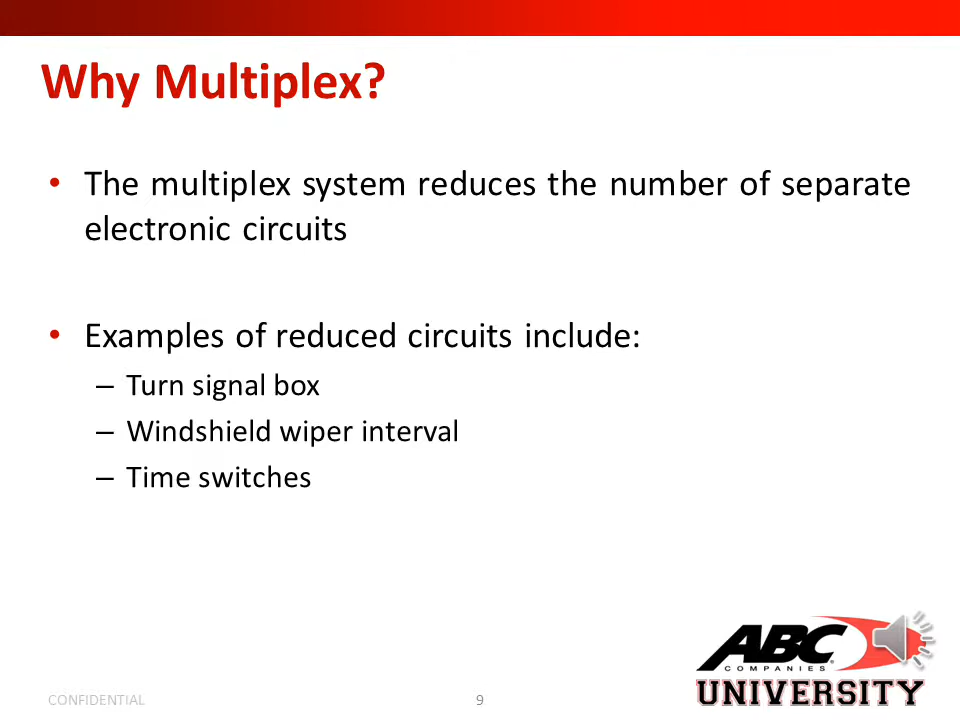 Why Multiplex?
• The multiplex system reduces the number of separate
electronic circuits
• Examples of reduced circuits include:
– Turn signal box
– Windshield wiper interval
– Time switches
ABC
COMPANIES
UNIVERSITY
CONFIDENTIAL
9